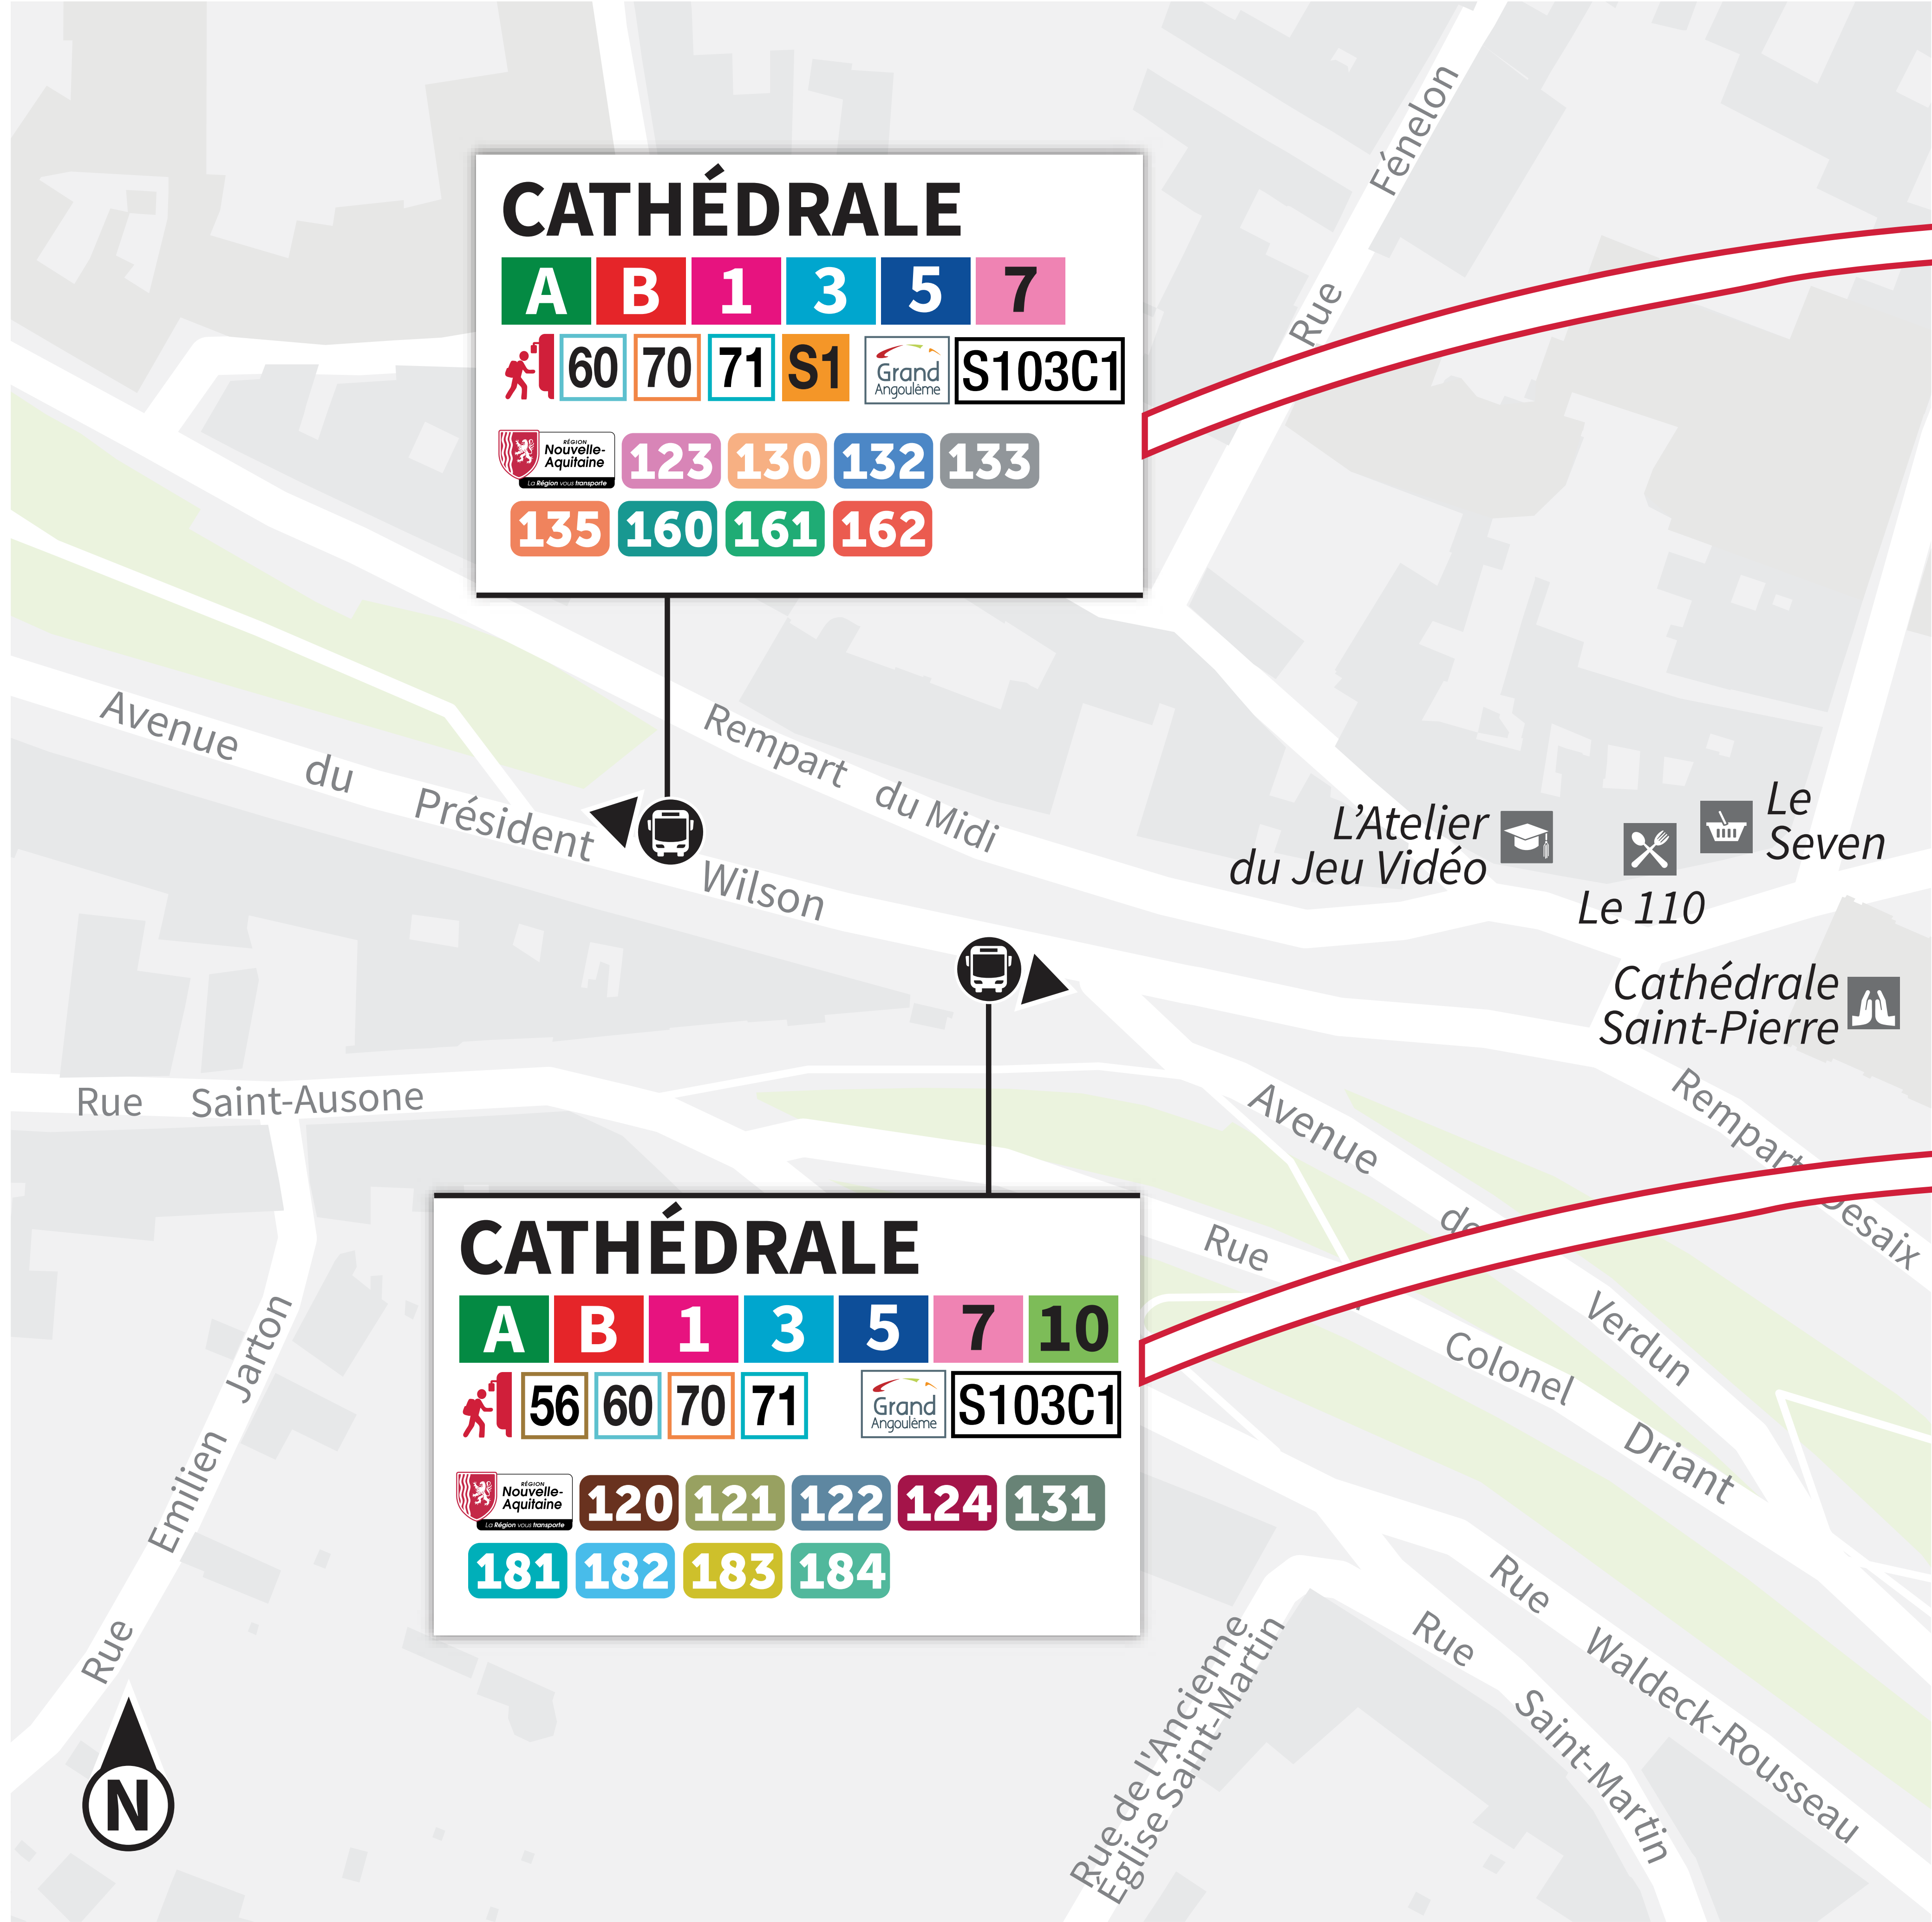 Rue Fénelon
CATHÉDRALE
A B 1 3 5 7
60 70 71 S1 Grand Angoulême S103C1
RÉGION
Nouvelle-
Aquitaine
La Région vous transporte
123 130 132 133
135 160 161 162
Avenue du Président Wilson
Rempart du Midi
L’Atelier
du Jeu Vidéo
Le 110
Le
Seven
Cathédrale
Saint-Pierre
Rue Saint-Ausone
Avenue de Verdun
Rempart Desaix
Rue Colonel Driant
CATHÉDRALE
A B 1 3 5 7 10
56 60 70 71 Grand Angoulême S103C1
RÉGION
Nouvelle-
Aquitaine
La Région vous transporte
120 121 122 124 131
181 182 183 184
Rue Emilien Jarton
Rue Waldeck-Rousseau
Rue Saint-Martin
Rue de l'Ancienne
Église Saint-Martin
N